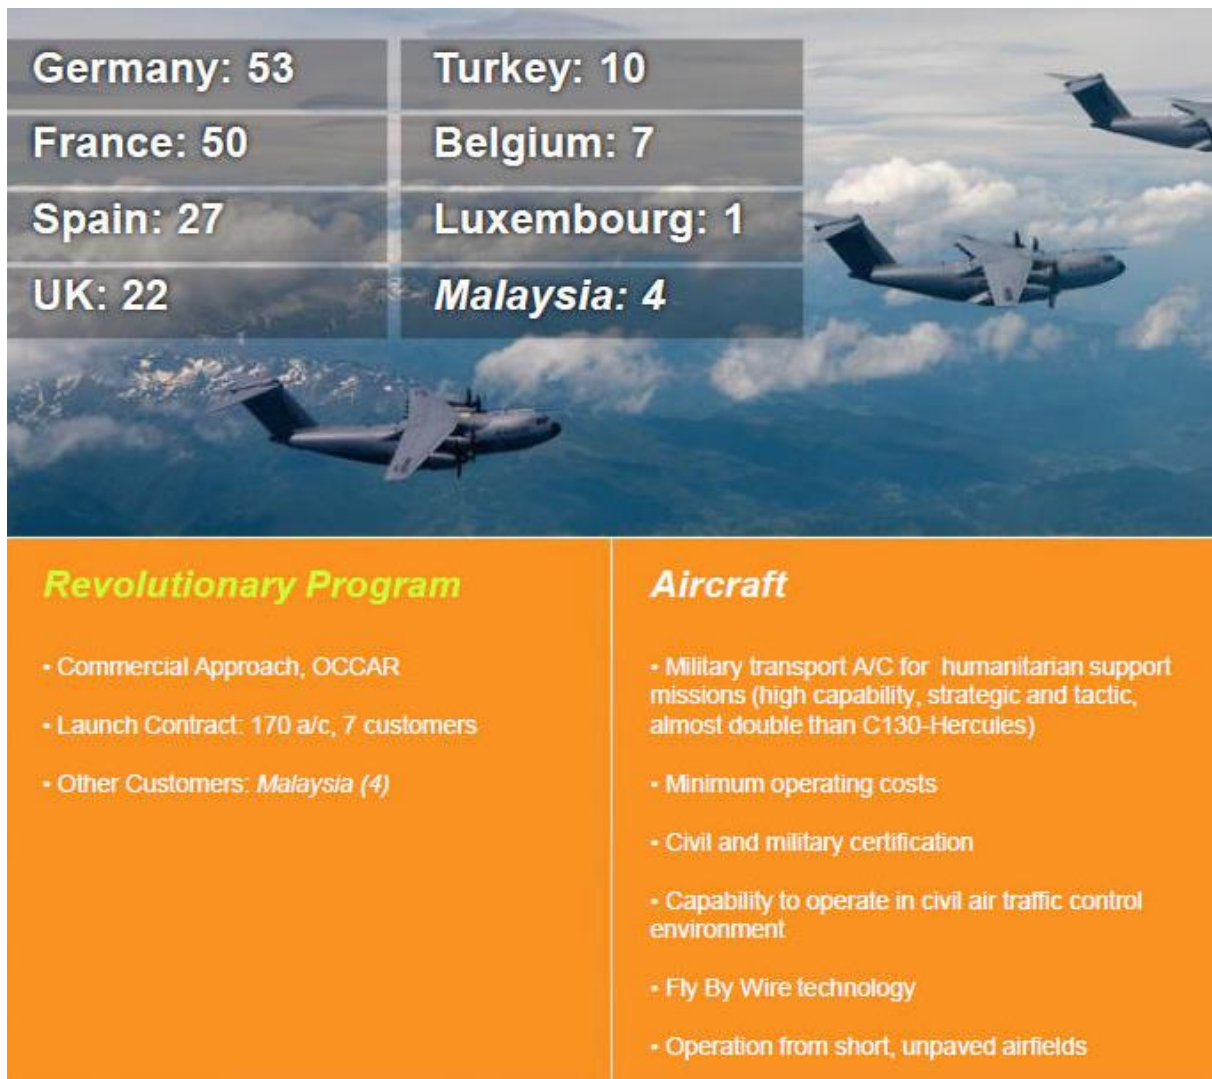 Germany: 53
France: 50
Spain: 27
UK: 22
Turkey: 10
Belgium: 7
Luxembourg: 1
Malaysia: 4
Revolutionary Program
• Commercial Approach, OCCAR
• Launch Contract: 170 a/c, 7 customers
• Other Customers: Malaysia (4)
Aircraft
• Military transport A/C for humanitarian support
missions (high capability, strategic and tactic,
almost double than C130-Hercules)
• Minimum operating costs
• Civil and military certification
• Capability to operate in civil air traffic control
environment
• Fly By Wire technology
• Operation from short, unpaved airfields